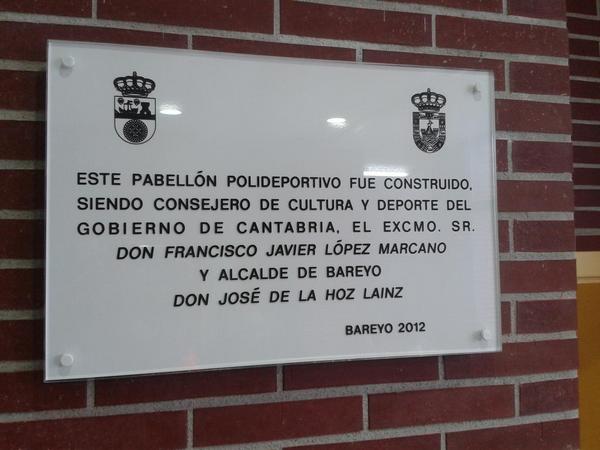 ESTE PABELLÓN POLIDEPORTIVO FUE CONSTRUIDO,
SIENDO CONSEJERO DE CULTURA Y DEPORTE DEL
GOBIERNO DE CANTABRIA, EL EXCMO. SR.
DON FRANCISCO JAVIER LÓPEZ MARCANO
Y ALCALDE DE BAREYO
DON JOSÉ DE LA HOZ LAINZ
BAREYO 2012